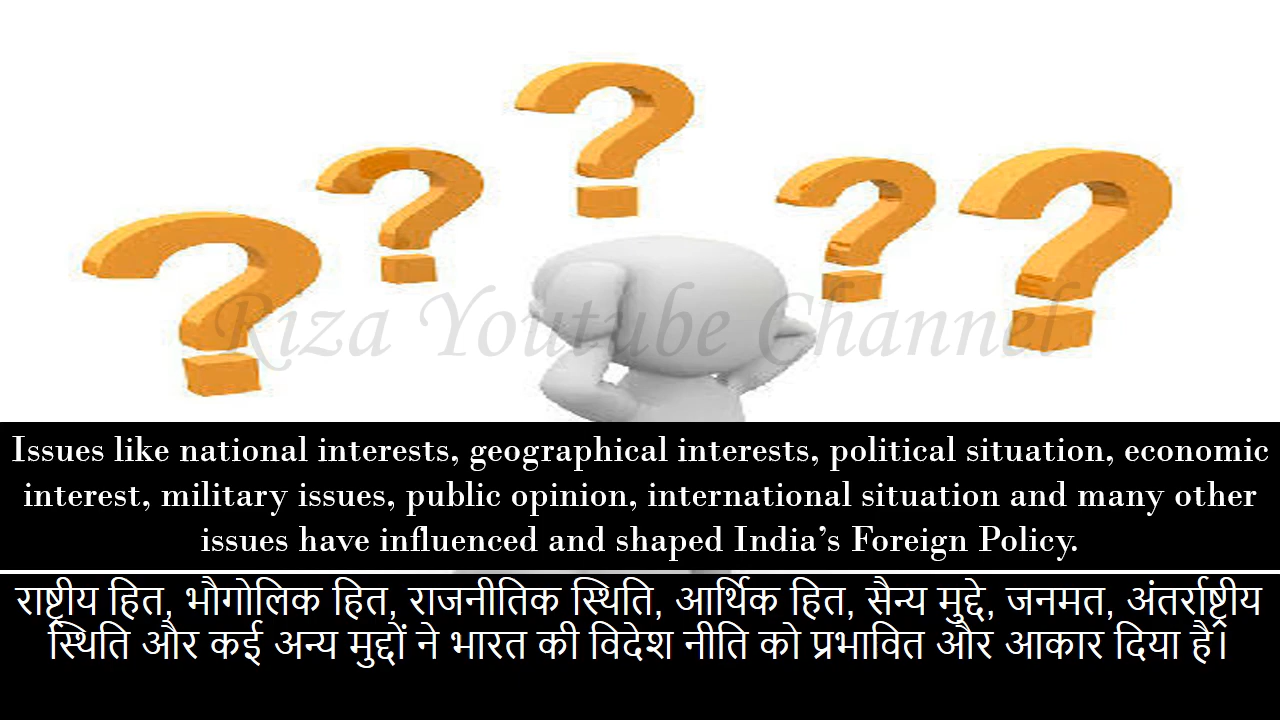 Riza Youtube Channel
Issues like national interests, geographical interests, political situation, economic
interest, military issues, public opinion, international situation and many other
issues have influenced and shaped India’s Foreign Policy.
राष्ट्रीय हित, भौगोलिक हित, राजनीतिक स्थिति, आर्थिक हित, सैन्य मुद्दे, जनमत, अंतर्राष्ट्रीय
स्थिति और कई अन्य मुद्दों ने भारत की विदेश नीति को प्रभावित और आकार दिया है।